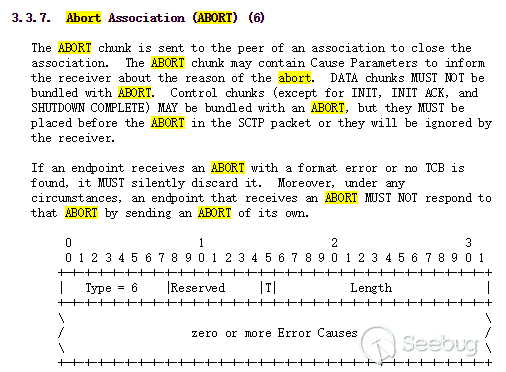 3.3.7. Abort Association (ABORT) (6)
The ABORT chunk is sent to the peer of an association to close the
association. The ABORT chunk may contain Cause Parameters to inform
the receiver about the reason of the abort. DATA chunks MUST NOT be
bundled with ABORT. Control chunks (except for INIT, INIT ACK, and
SHUTDOWN COMPLETE) MAY be bundled with an ABORT, but they MUST be
placed before the ABORT in the SCTP packet or they will be ignored by
the receiver.
If an endpoint receives an ABORT with a format error or no TCB is
found, it MUST silently discard it. Moreover, under any
circumstances, an endpoint that receives an ABORT MUST NOT respond to
that ABORT by sending an ABORT of its own.
0 1 2 3
0 1 2 3 4 5 6 7 8 9 0 1 2 3 4 5 6 7 8 9 0 1 2 3 4 5 6 7 8 9 0 1
+-+-+-+-+-+-+-+-+-+-+-+-+-+-+-+-+-+-+-+-+-+-+-+-+-+-+-+-+-+-+-+-+
| Type = 6 |Reserved |T| Length |
+-+-+-+-+-+-+-+-+-+-+-+-+-+-+-+-+-+-+-+-+-+-+-+-+-+-+-+-+-+-+-+-+
\ \
/ zero or more Error Causes /
\ \
+-+-+-+-+-+-+-+-+-+-+-+-+-+-+-+-+-+-+-+-+-+-+-+-+-+-+-+-+-+-+-+-+
Seebug